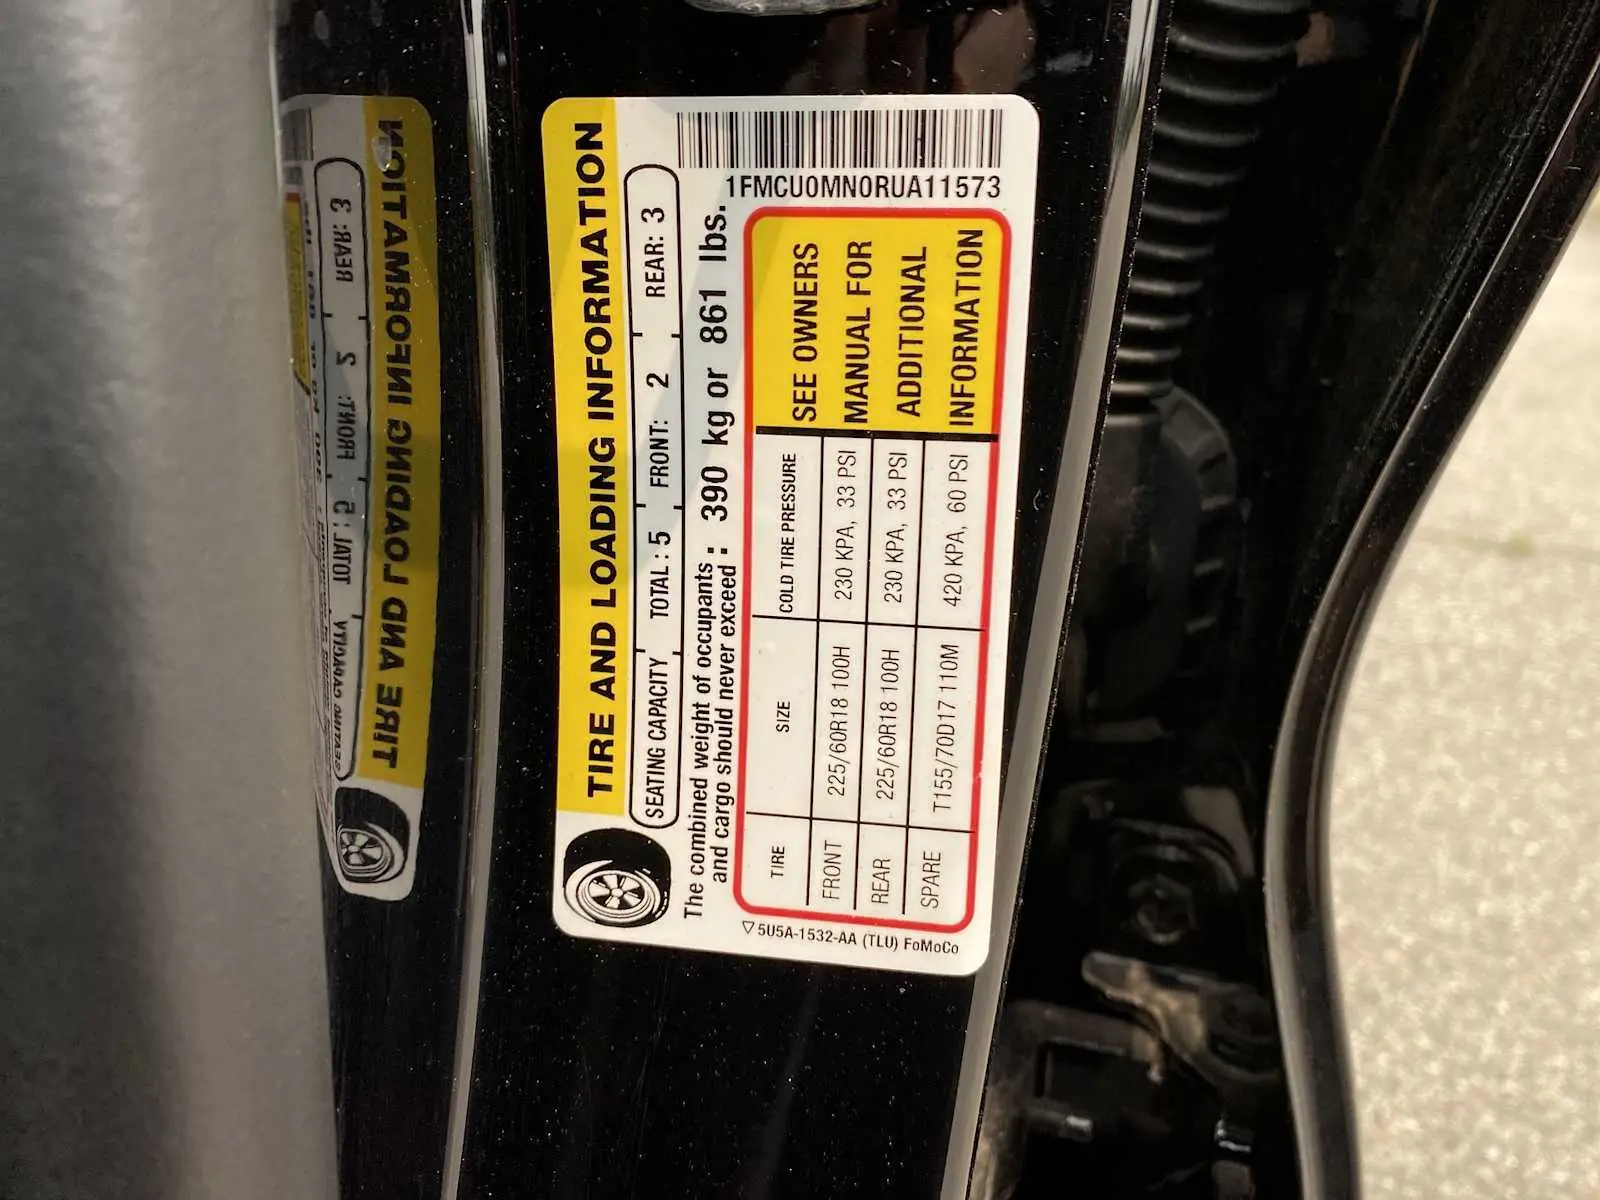 1FMCU0MN0RUA11573
TIRE AND LOADING INFORMATION
SEATING CAPACITY TOTAL : 5 FRONT: 2 REAR: 3
The combined weight of occupants : 390 kg or 861 lbs.
and cargo should never exceed :
TIRE SIZE COLD TIRE PRESSURE SEE OWNERS
FRONT 225/60R18 100H 230 KPA, 33 PSI MANUAL FOR
REAR 225/60R18 100H 230 KPA, 33 PSI ADDITIONAL
SPARE T155/70D17 110M 420 KPA, 60 PSI INFORMATION
▽ 5U5A-1532-AA (TLU) FoMoCo
TIRE AND LOADING INFORMATION
SEATING CAPACITY TOTAL : 5 FRONT: 2 REAR: 3